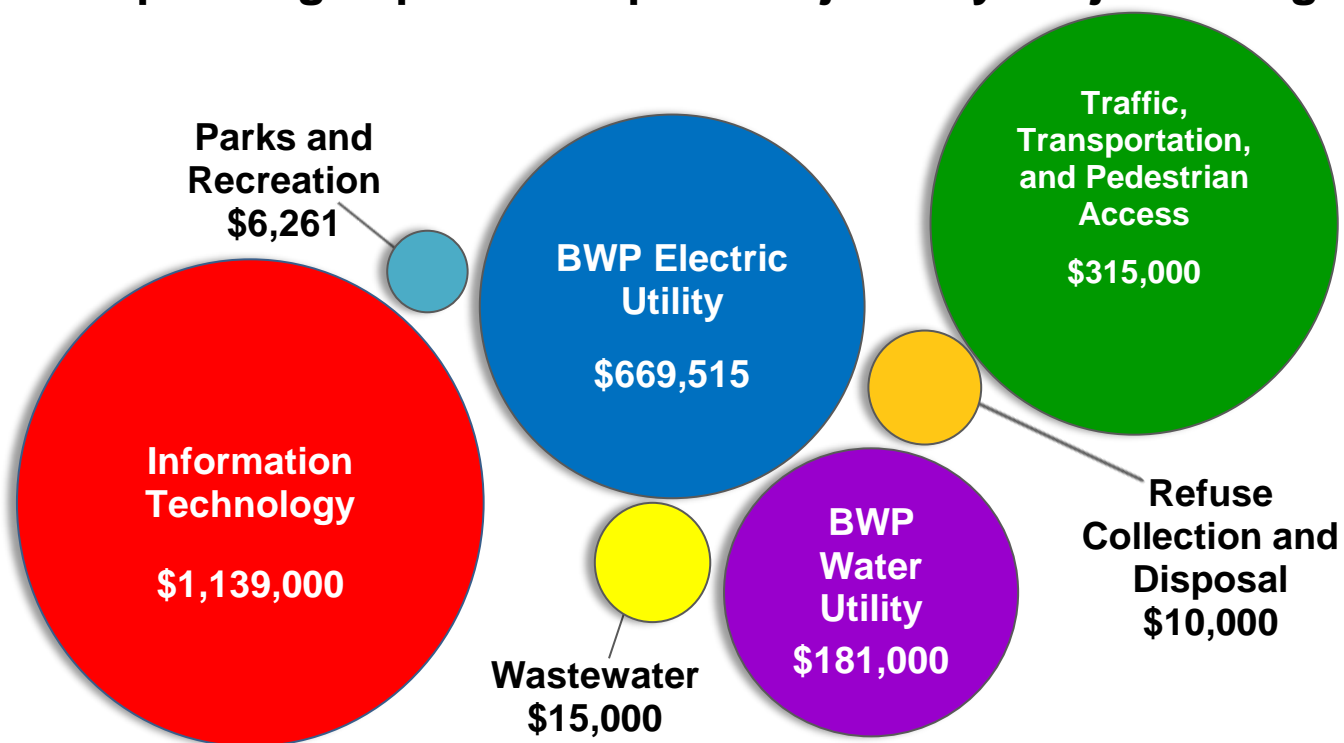 Parks and
Recreation
$6,261
BWP Electric
Utility
$669,515
Traffic,
Transportation,
and Pedestrian
Access
$315,000
Information
Technology
$1,139,000
BWP
Water
Utility
$181,000
Refuse
Collection and
Disposal
$10,000
Wastewater
$15,000